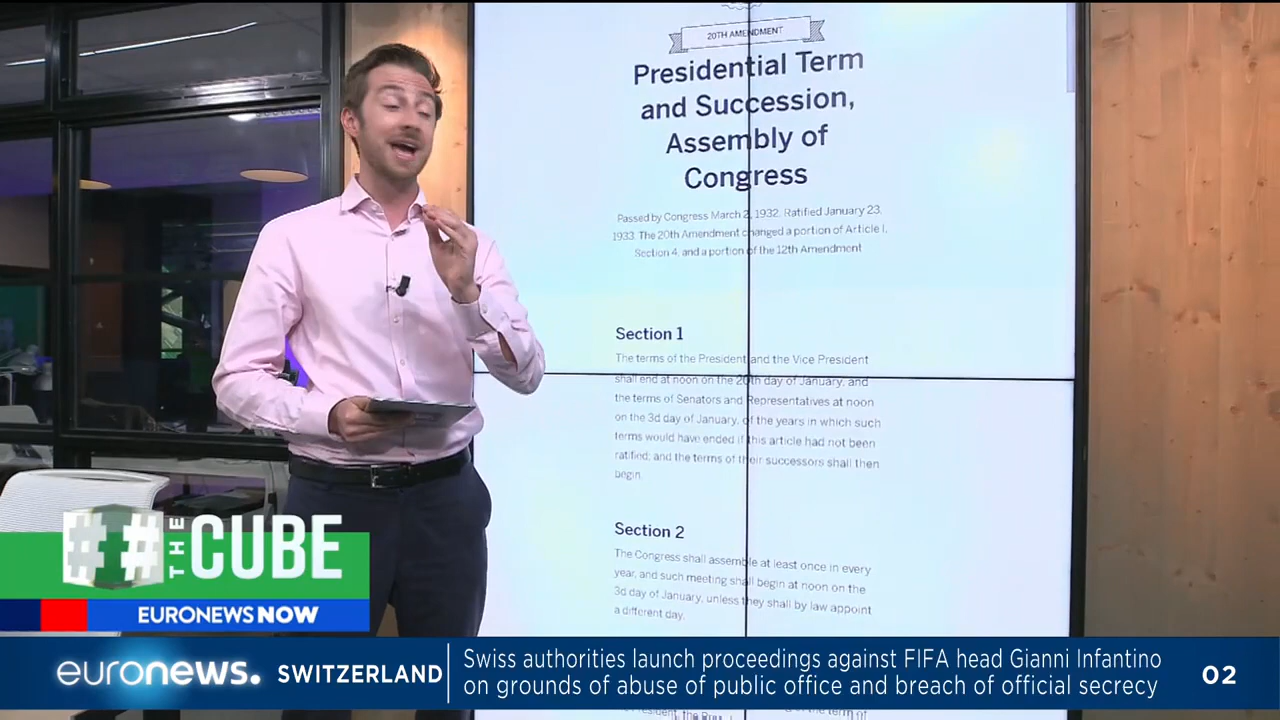 20TH AMENDMENT
Presidential Term
and Succession,
Assembly of
Congress
Passed by Congress March 2, 1932. Ratified January 23,
1933. The 20th Amendment changed a portion of Article I,
Section 4, and a portion of the 12th Amendment
Section 1
The terms of the President and the Vice President
shall end at noon on the 20th day of January, and
the terms of Senators and Representatives at noon
on the 3d day of January, of the years in which such
terms would have ended if this article had not been
ratified; and the terms of their successors shall then
begin.
Section 2
The Congress shall assemble at least once in every
year, and such meeting shall begin at noon on the
3d day of January, unless they shall by law appoint
a different day.
# # THE CUBE
EURONEWS NOW
euronews. SWITZERLAND
Swiss authorities launch proceedings against FIFA head Gianni Infantino
on grounds of abuse of public office and breach of official secrecy
02